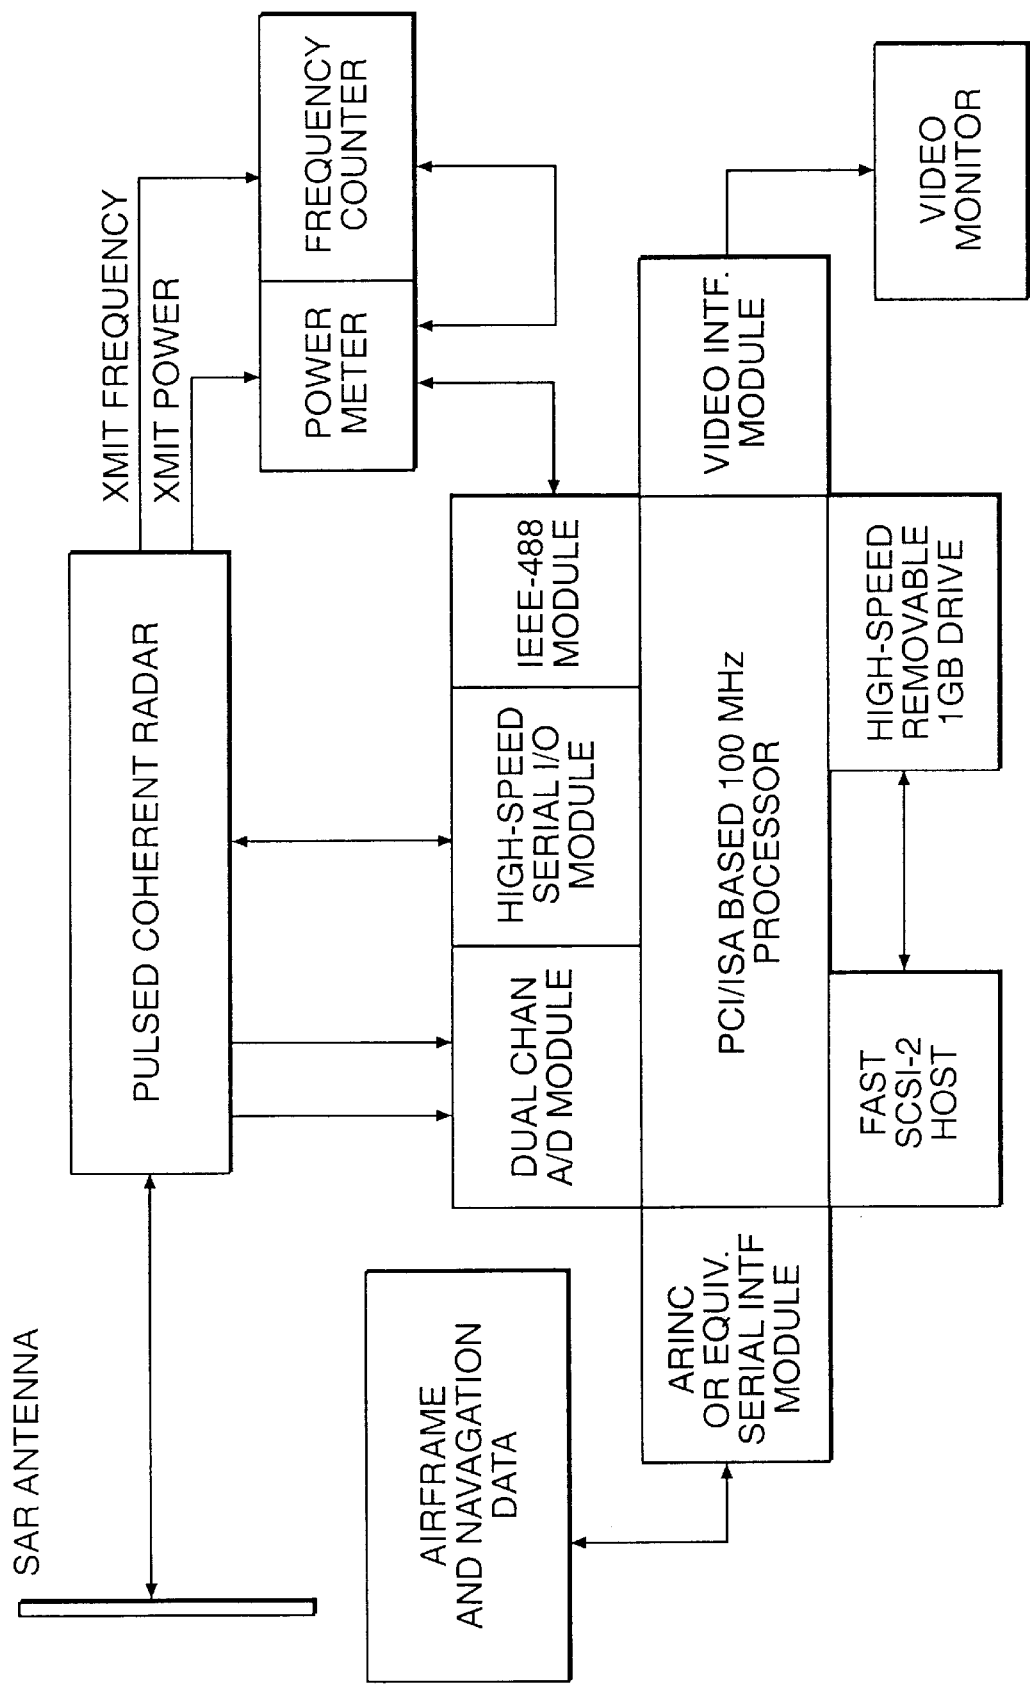 SAR ANTENNA
PULSED COHERENT RADAR
XMIT FREQUENCY
XMIT POWER
POWER
METER
FREQUENCY
COUNTER
AIRFRAME
AND NAVAGATION
DATA
DUAL CHAN
A/D MODULE
HIGH-SPEED
SERIAL I/O
MODULE
IEEE-488
MODULE
ARINC
OR EQUIV.
SERIAL INTF
MODULE
PCI/ISA BASED 100 MHz
PROCESSOR
VIDEO INTF.
MODULE
FAST
SCSI-2
HOST
HIGH-SPEED
REMOVABLE
1GB DRIVE
VIDEO
MONITOR